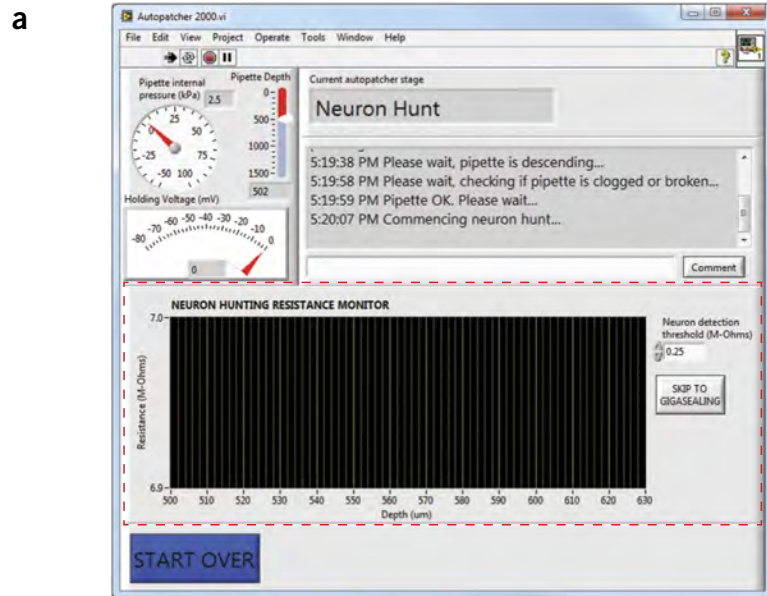 a
Autopatcher 2000.vi
File Edit View Project Operate Tools Window Help
Pipette internal
pressure (kPa)
2.5
0
25
50
-25
75
-50
100
Pipette Depth
0
500
1000
1500
502
Holding Voltage (mV)
-80 -70 -60 -50 -40 -30 -20 -10 0
0
Current autopatcher stage
Neuron Hunt
5:19:38 PM Please wait, pipette is descending...
5:19:58 PM Please wait, checking if pipette is clogged or broken...
5:19:59 PM Pipette OK. Please wait...
5:20:07 PM Commencing neuron hunt...
Comment
NEURON HUNTING RESISTANCE MONITOR
7.0
Resistance (M-Ohms)
6.9
500 510 520 530 540 550 560 570 580 590 600 610 620 630
Depth (um)
Neuron detection
threshold (M-Ohms)
0.25
SKIP TO
GIGASEALING
START OVER